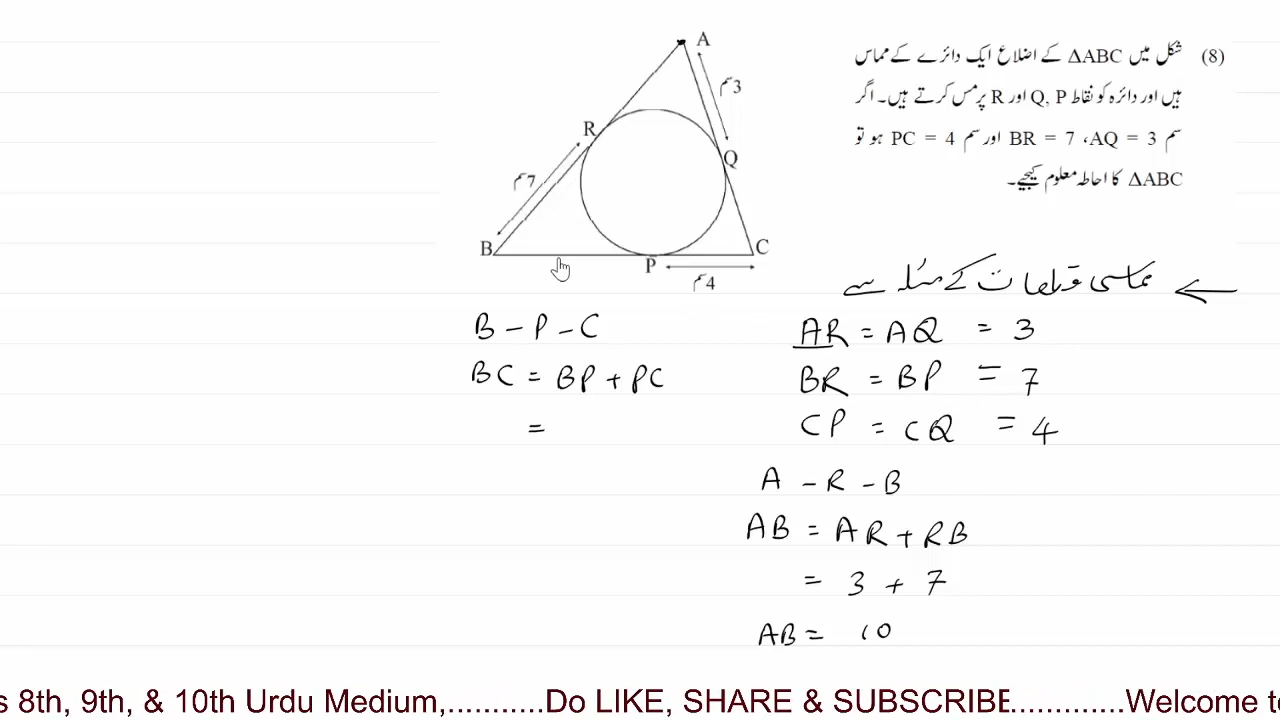 (8) شکل میں ΔABC کے اضلاع ایک دائرے کے مماس
ہیں اور دائرہ کو نقاط Q, P اور R پر مس کرتے ہیں۔ اگر
AQ = 3 ، BR = 7 سم اور PC = 4 سم ہو تو
ΔABC کا احاطہ معلوم کیجیے۔
A
3 سم
R
Q
7 سم
B
P
C
4 سم
مماسی قطعات کے مسئلہ سے
AR = AQ = 3
BR = BP = 7
CP = CQ = 4
A - R - B
AB = AR + RB
= 3 + 7
AB = 10
B - P - C
BC = BP + PC
=
s 8th, 9th, & 10th Urdu Medium,...........Do LIKE, SHARE & SUBSCRIBE.............Welcome to